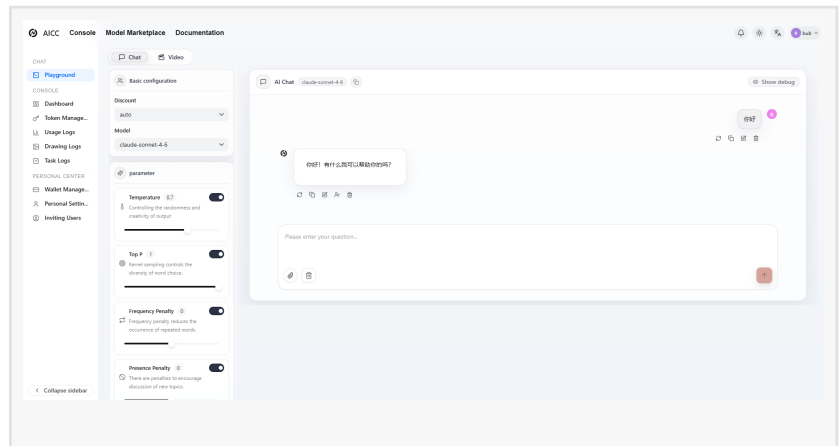 AICC Console Model Marketplace Documentation
bub
CHAT
Playground
CONSOLE
Dashboard
Token Manage...
Usage Logs
Drawing Logs
Task Logs
PERSONAL CENTER
Wallet Manage...
Personal Settin...
Inviting Users
Collapse sidebar
Chat Video
Basic configuration
Discount
auto
Model
claude-sonnet-4-6
parameter
Temperature 0.7
Controlling the randomness and
creativity of output
Top P 1
Kernel sampling controls the
diversity of word choice.
Frequency Penalty 0
Frequency penalty reduces the
occurrence of repeated words
Presence Penalty 0
There are penalties to encourage
discussion of new topics.
AI Chat claude-sonnet-4-6
Show debug
你好
你好！有什么我可以帮助你的吗？
Please enter your question...